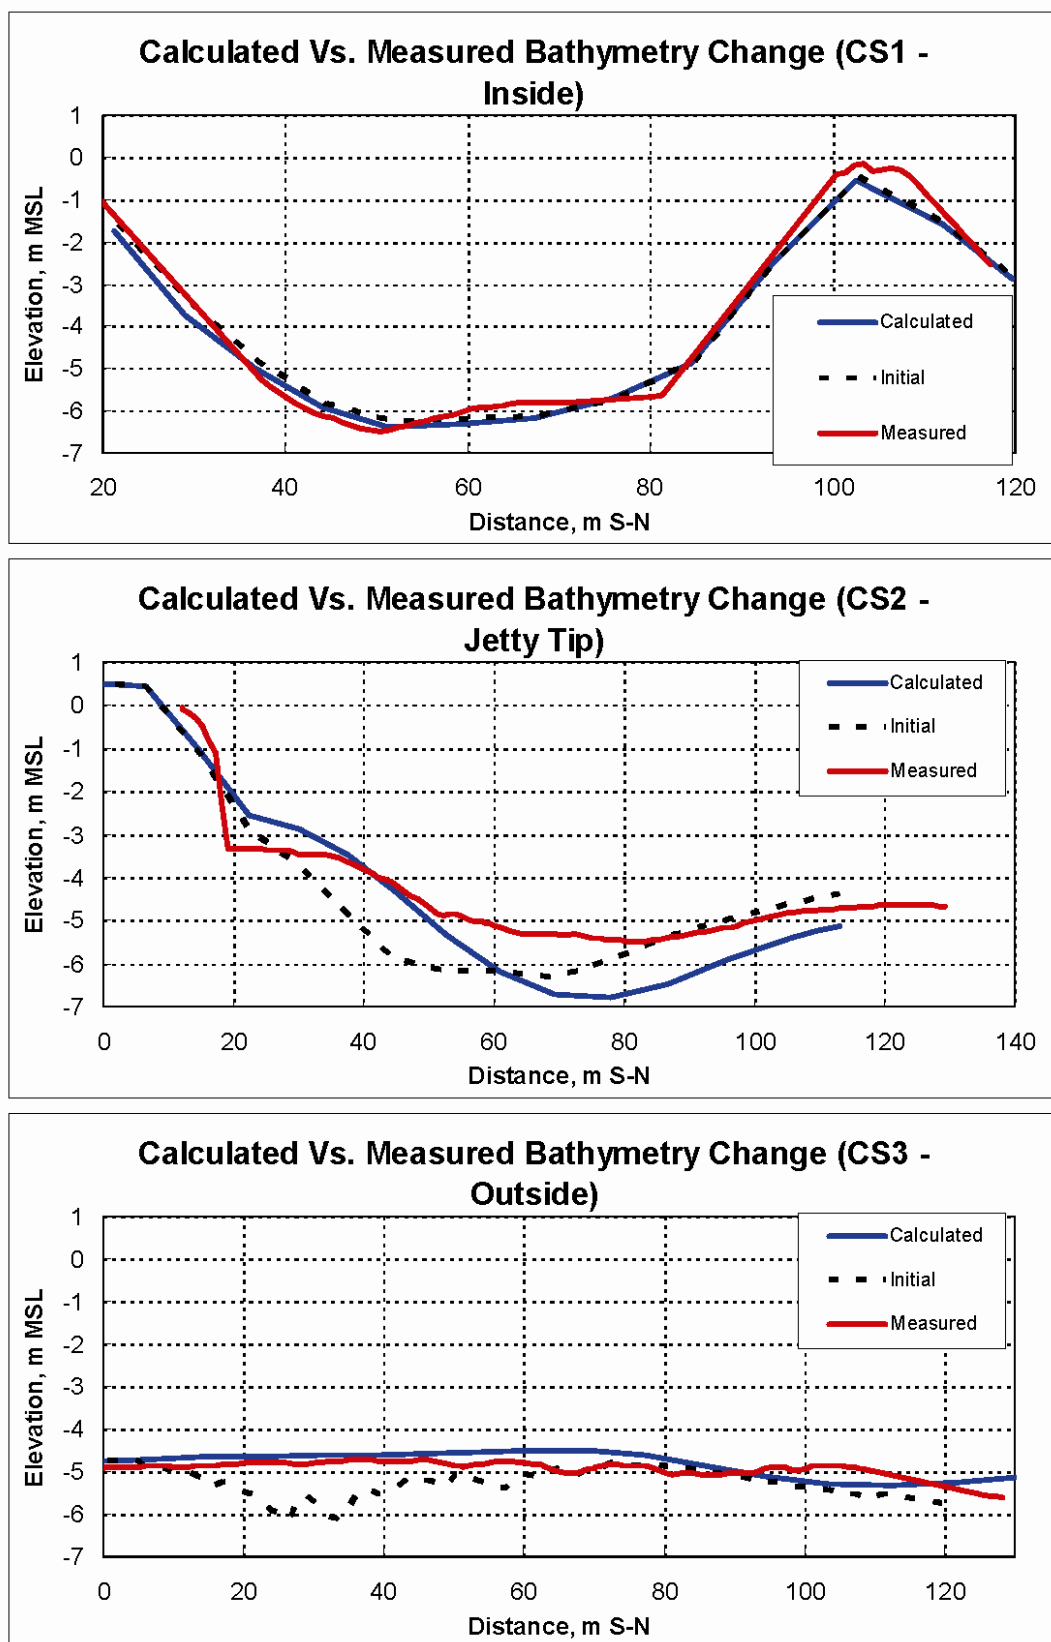 Calculated Vs. Measured Bathymetry Change (CS1 -
Inside)
Elevation, m MSL
1
0
-1
-2
-3
-4
-5
-6
-7
Calculated
Initial
Measured
20
40
60
80
100
120
Distance, m S-N
Calculated Vs. Measured Bathymetry Change (CS2 -
Jetty Tip)
Elevation, m MSL
1
0
-1
-2
-3
-4
-5
-6
-7
Calculated
Initial
Measured
0
20
40
60
80
100
120
140
Distance, m S-N
Calculated Vs. Measured Bathymetry Change (CS3 -
Outside)
Elevation, m MSL
1
0
-1
-2
-3
-4
-5
-6
-7
Calculated
Initial
Measured
0
20
40
60
80
100
120
Distance, m S-N